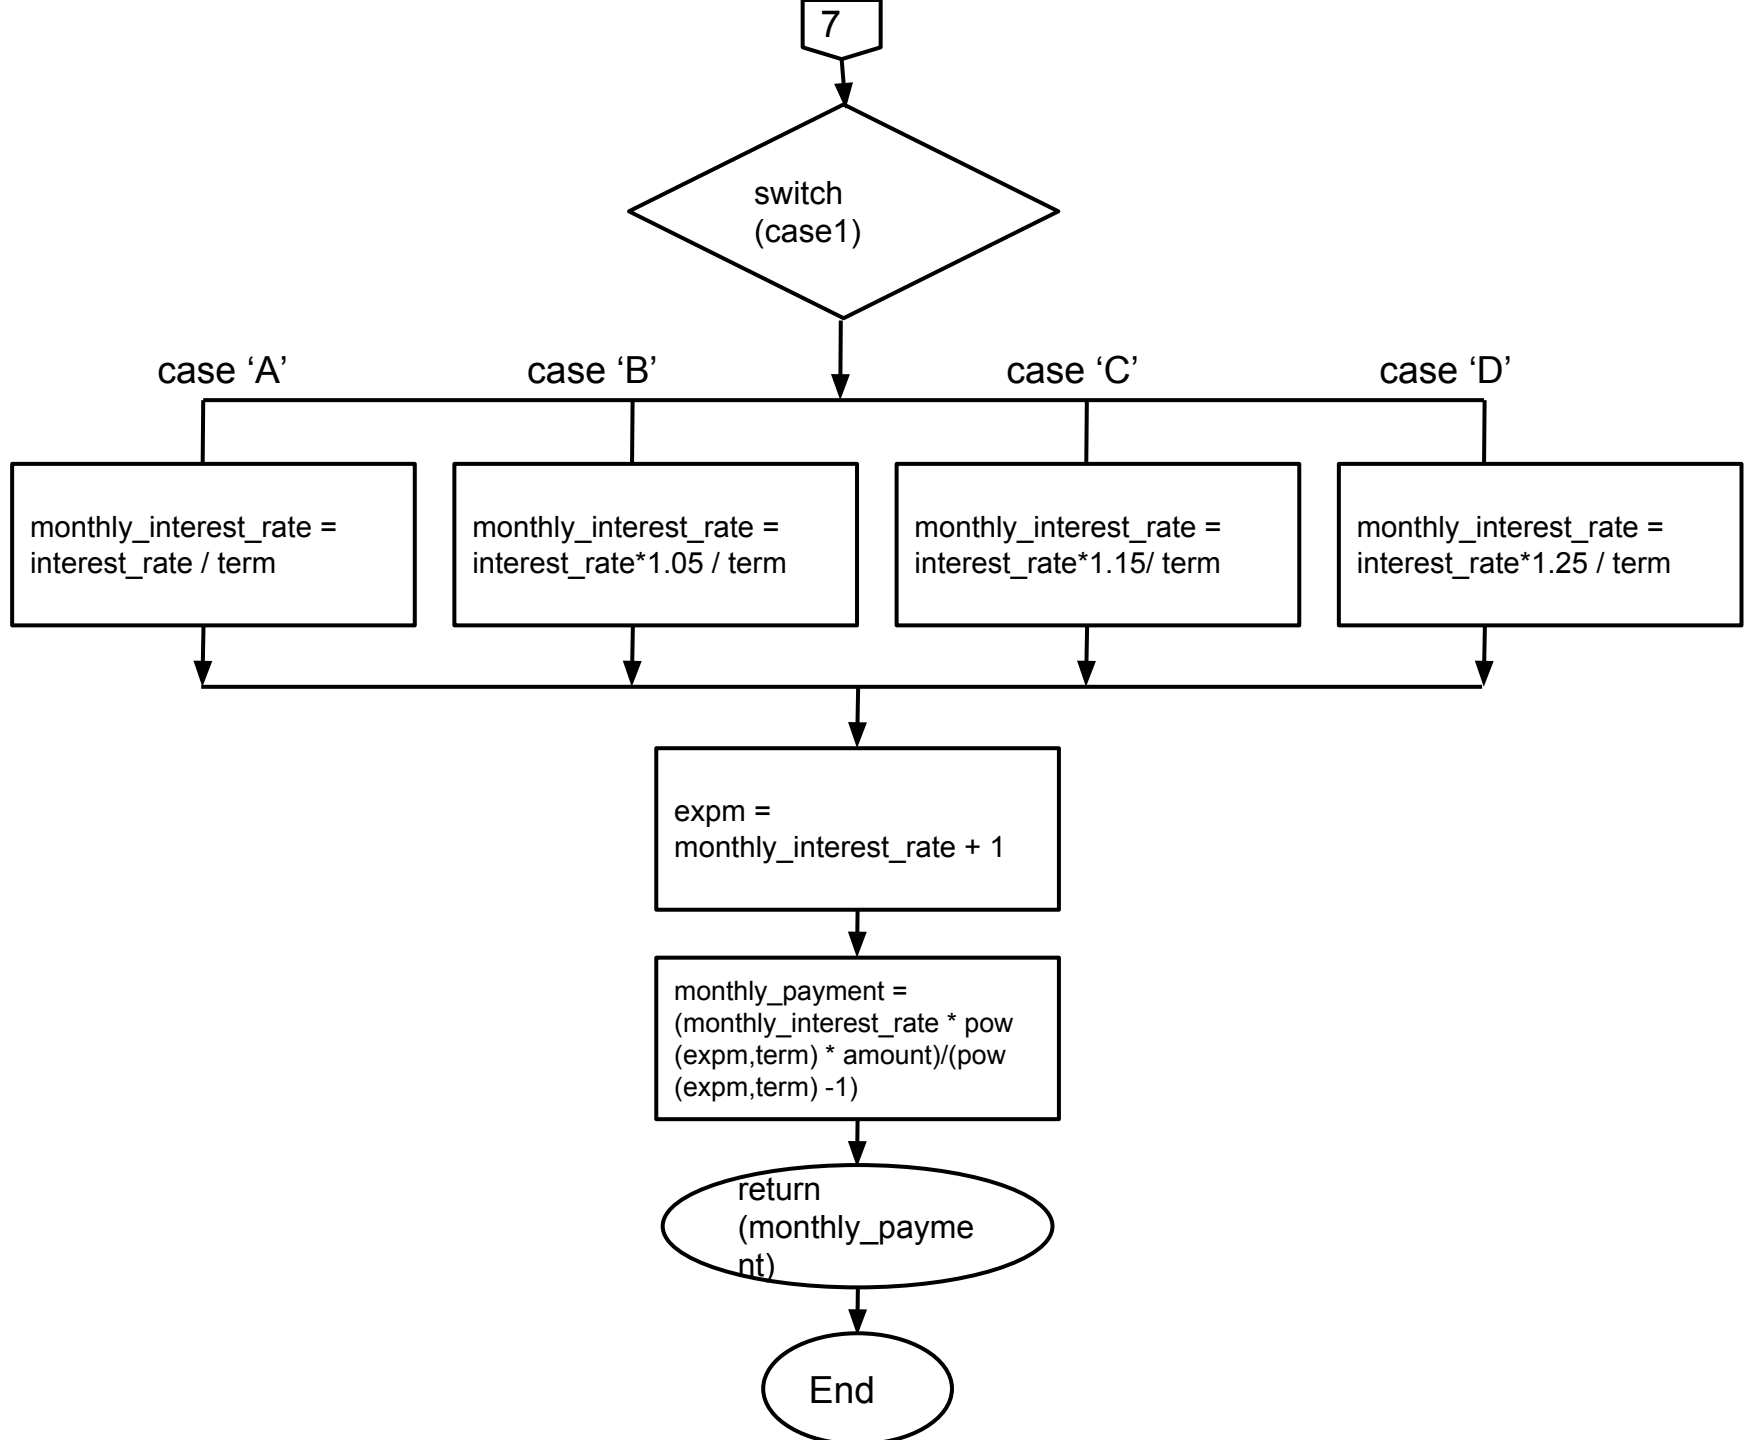 7
switch
(case1)
case ‘A’
case ‘B’
case ‘C’
case ‘D’
monthly_interest_rate =
interest_rate / term
monthly_interest_rate =
interest_rate*1.05 / term
monthly_interest_rate =
interest_rate*1.15/ term
monthly_interest_rate =
interest_rate*1.25 / term
expm =
monthly_interest_rate + 1
monthly_payment =
(monthly_interest_rate * pow
(expm,term) * amount)/(pow
(expm,term) -1)
return
(monthly_payme
nt)
End